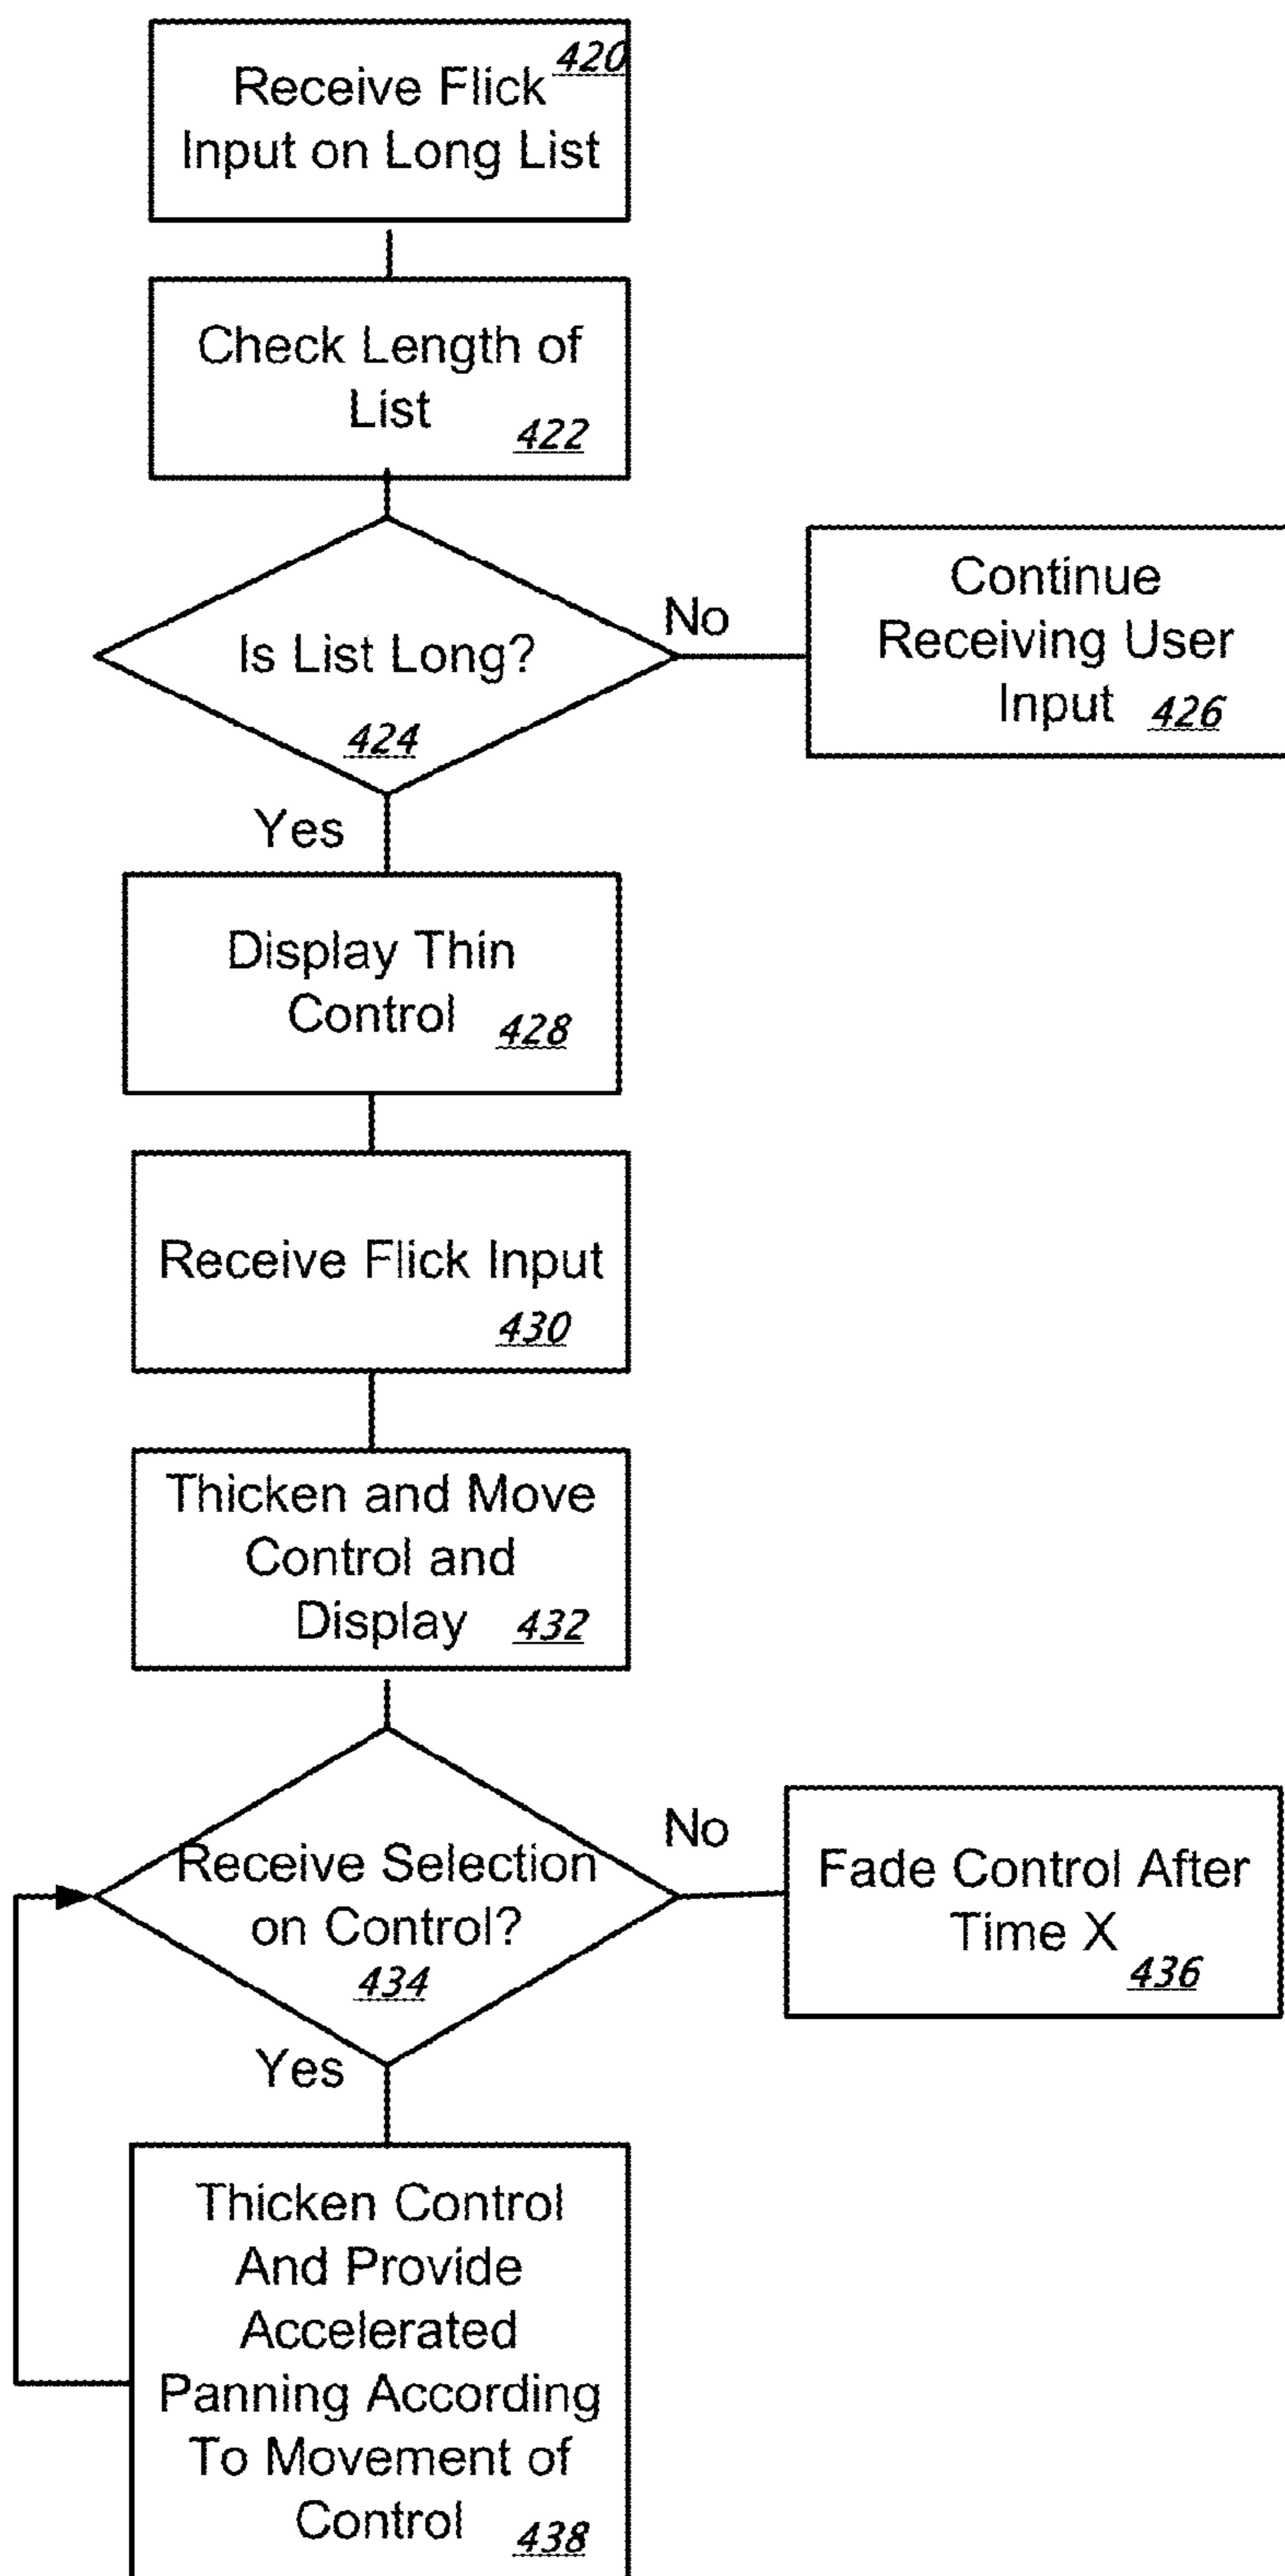 420
Receive Flick
Input on Long List
Check Length of
List 422
Is List Long?
424
No
Continue
Receiving User
Input 426
Yes
Display Thin
Control 428
Receive Flick Input
430
Thicken and Move
Control and
Display 432
Receive Selection
on Control?
434
No
Fade Control After
Time X
436
Yes
Thicken Control
And Provide
Accelerated
Panning According
To Movement of
Control 438